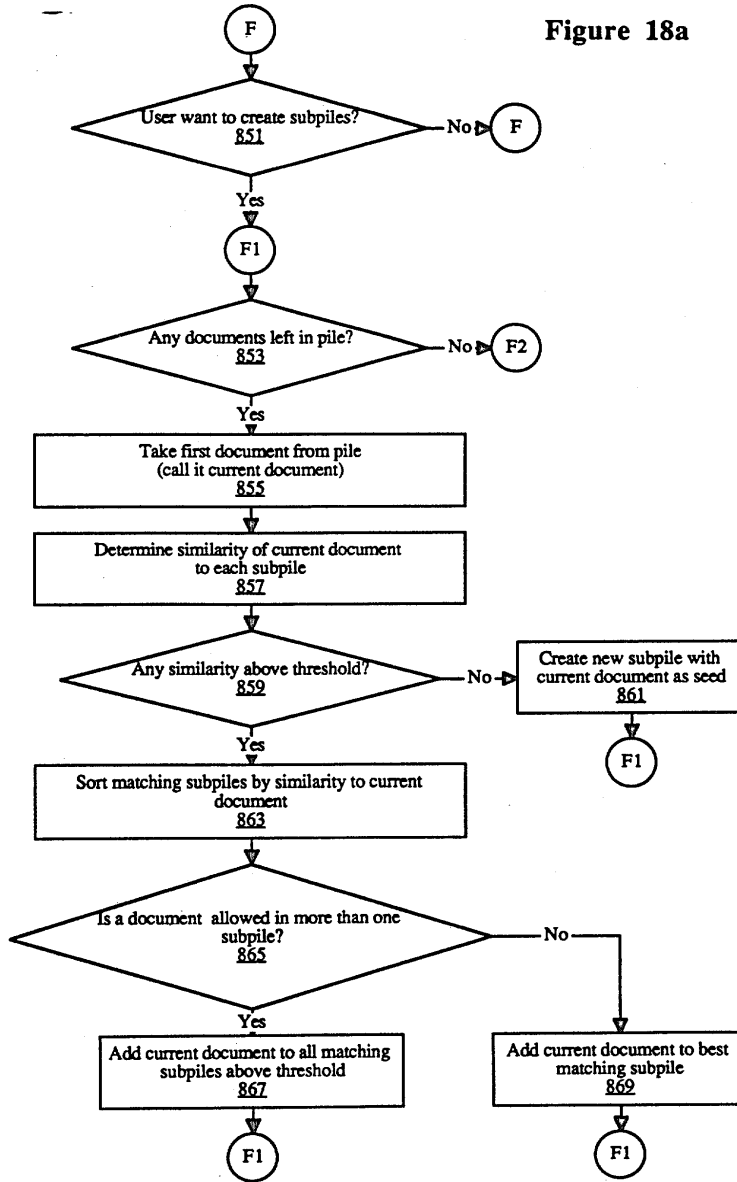 Figure 18a
F
User want to create subpiles?
851
No
F
Yes
F1
Any documents left in pile?
853
No
F2
Yes
Take first document from pile
(call it current document)
855
Determine similarity of current document
to each subpile
857
Any similarity above threshold?
859
No
Create new subpile with
current document as seed
861
F1
Yes
Sort matching subpiles by similarity to current
document
863
Is a document allowed in more than one
subpile?
865
No
Yes
Add current document to all matching
subpiles above threshold
867
Add current document to best
matching subpile
869
F1
F1